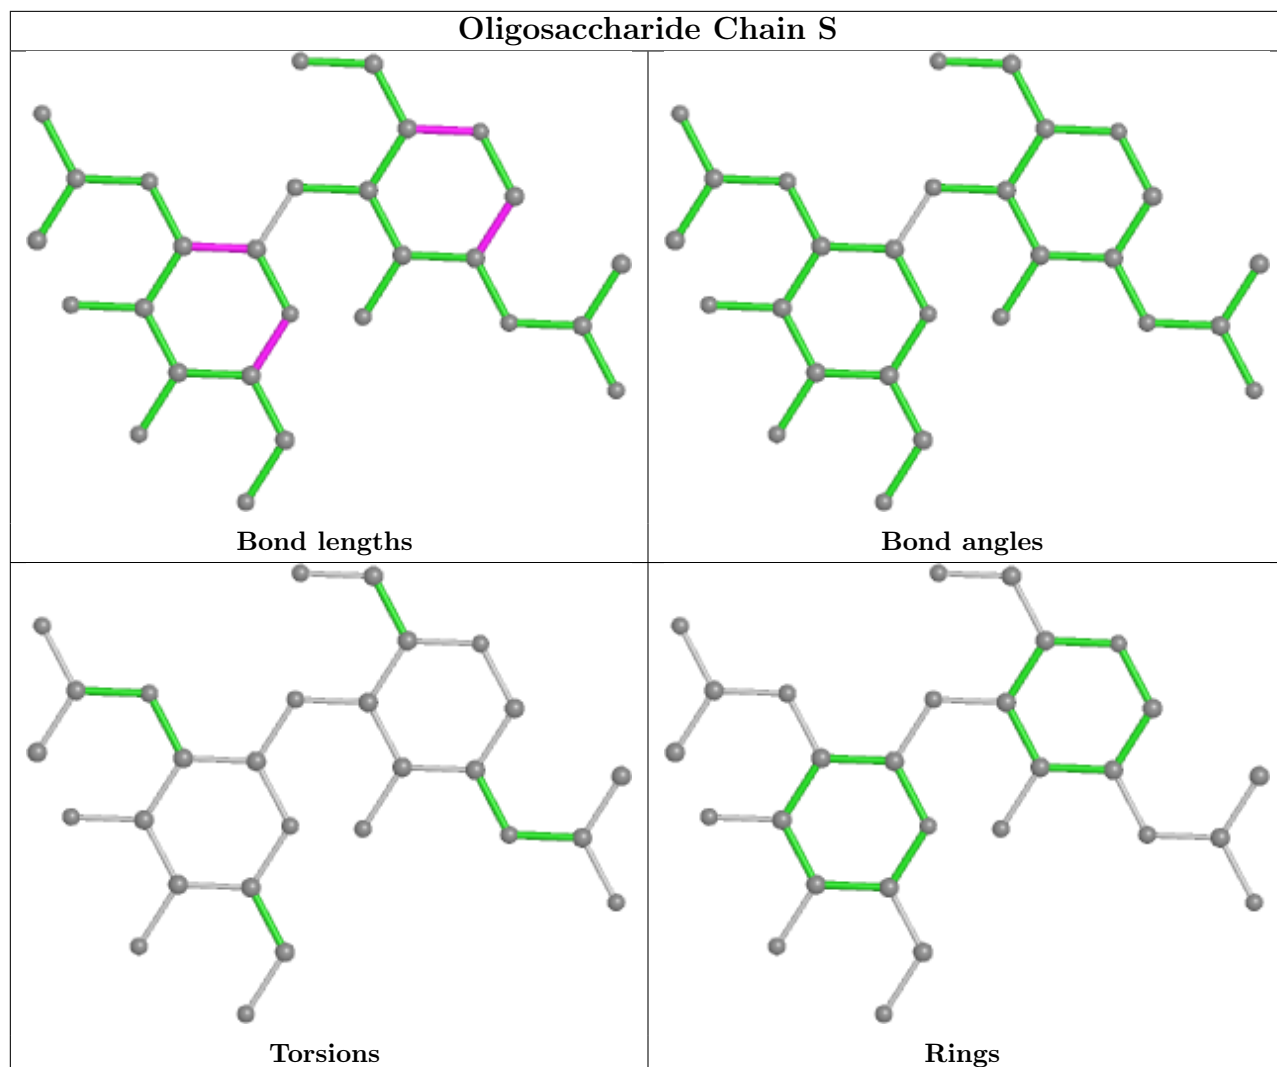 Oligosaccharide Chain S
Bond lengths
Bond angles
Torsions
Rings